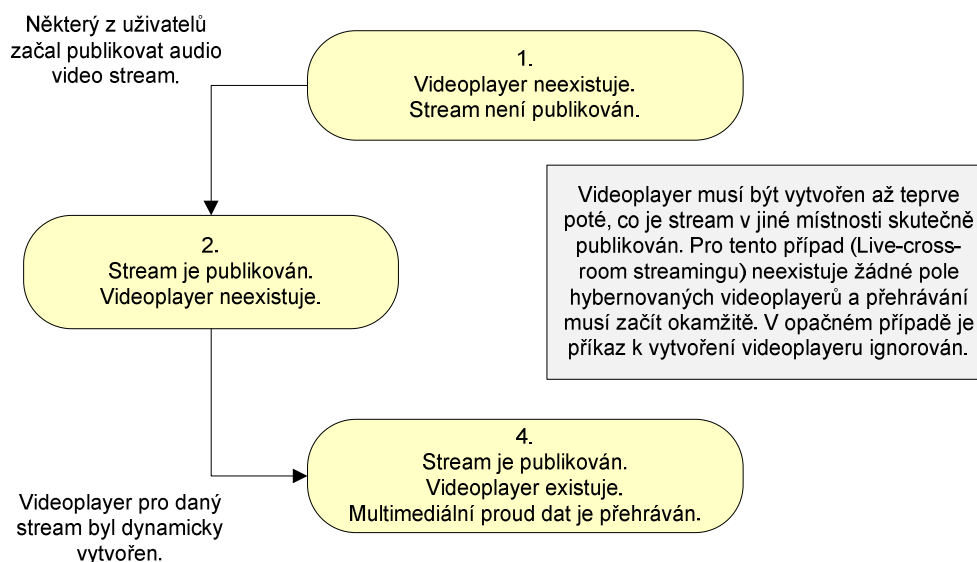 Některý z uživatelů
začal publikovat audio
video stream.
1.
Videoplayer neexistuje.
Stream není publikován.
Videoplayer musí být vytvořen až teprve
poté, co je stream v jiné místnosti skutečně
publikován. Pro tento případ (Live-cross-
room streamingu) neexistuje žádné pole
hybernovaných videoplayerů a přehrávání
musí začít okamžitě. V opačném případě je
příkaz k vytvoření videoplayeru ignorován.
2.
Stream je publikován.
Videoplayer neexistuje.
4.
Stream je publikován.
Videoplayer existuje.
Multimediální proud dat je přehráván.
Videoplayer pro daný
stream byl dynamicky
vytvořen.